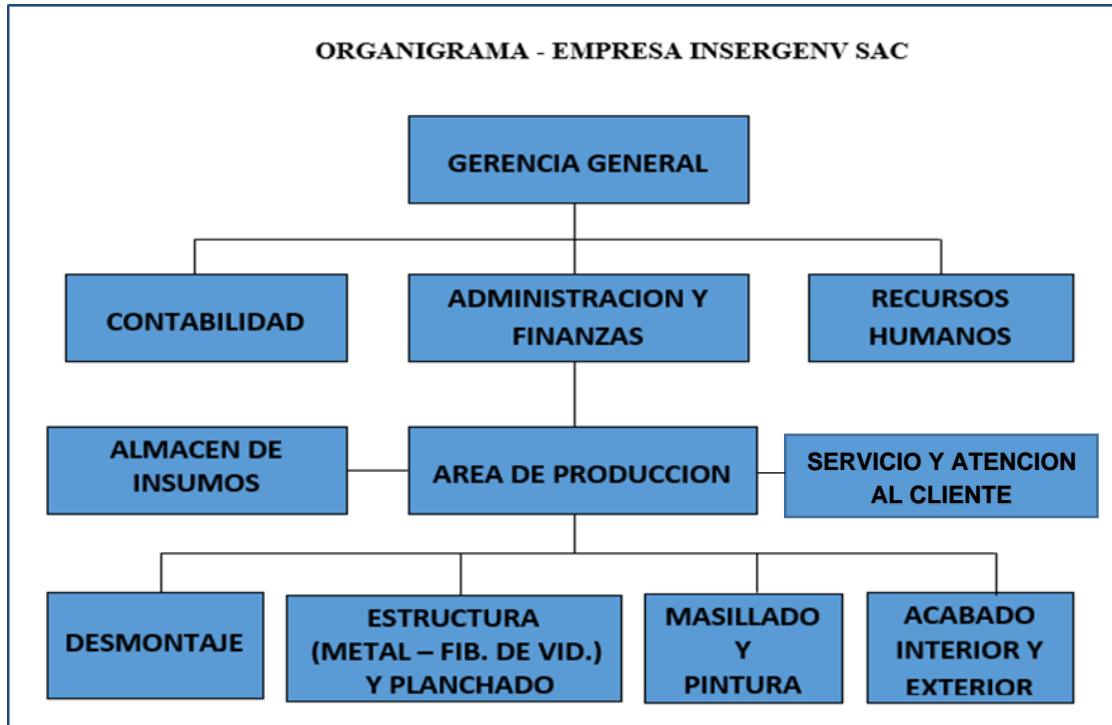 ORGANIGRAMA - EMPRESA INSERGENV SAC
GERENCIA GENERAL
CONTABILIDAD
ADMINISTRACION Y
FINANZAS
RECURSOS
HUMANOS
ALMACEN DE
INSUMOS
AREA DE PRODUCCION
SERVICIO Y ATENCION
AL CLIENTE
DESMONTAJE
ESTRUCTURA
(METAL – FIB. DE VID.)
Y PLANCHADO
MASILLADO
Y
PINTURA
ACABADO
INTERIOR Y
EXTERIOR